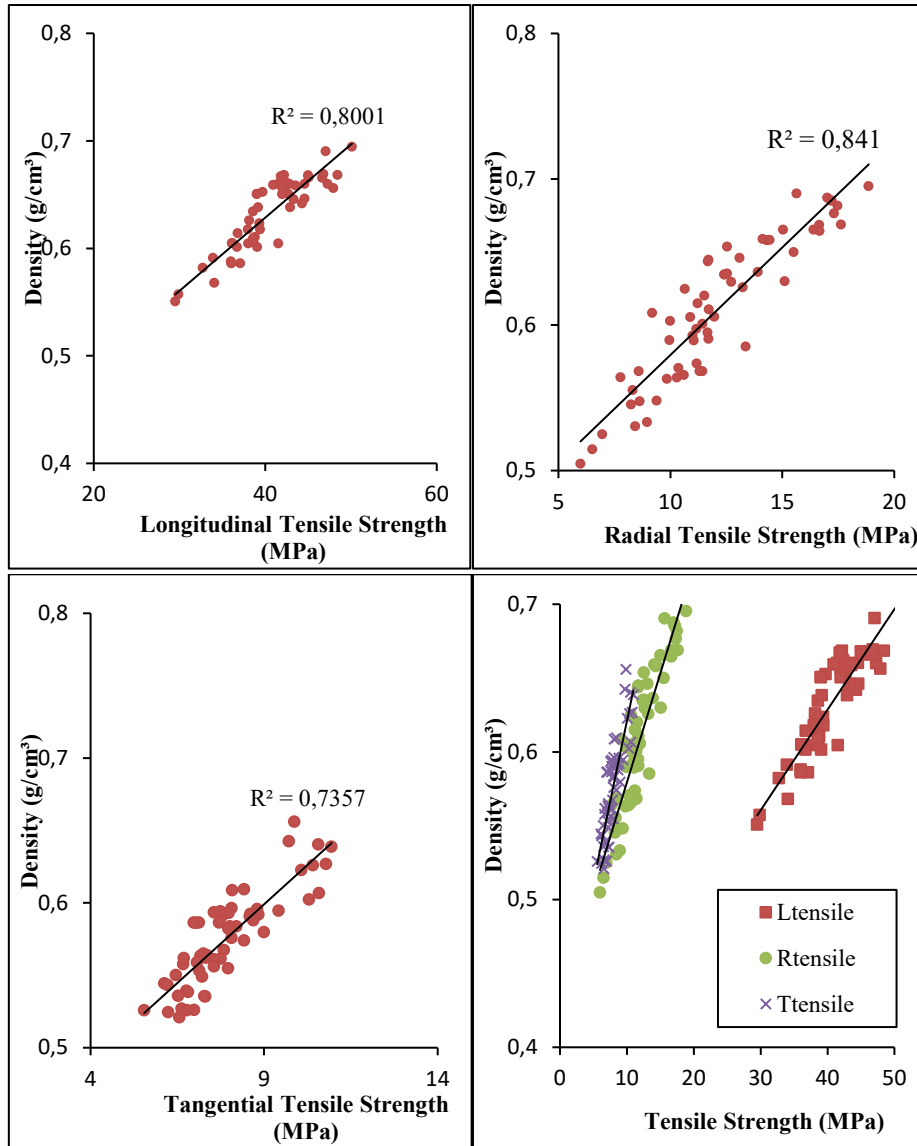 0,8
0,7
0,6
0,5
0,4
Density (g/cm³)
R² = 0,8001
20
40
60
Longitudinal Tensile Strength
(MPa)
0,8
0,7
0,6
0,5
Density (g/cm³)
R² = 0,841
5
10
15
20
Radial Tensile Strength (MPa)
0,8
0,7
0,6
0,5
Density (g/cm³)
R² = 0,7357
4
9
14
Tangential Tensile Strength
(MPa)
0,7
0,6
0,5
0,4
Density (g/cm³)
Ltensile
Rtensile
Ttensile
0
10
20
30
40
50
Tensile Strength (MPa)